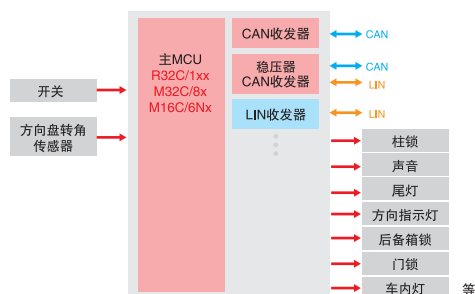 开关
方向盘转角
传感器
主MCU
R32C/1xx
M32C/8x
M16C/6Nx
CAN收发器
CAN
稳压器
CAN收发器
CAN
LIN
LIN收发器
LIN
柱锁
声音
尾灯
方向指示灯
后备箱锁
门锁
车内灯 等